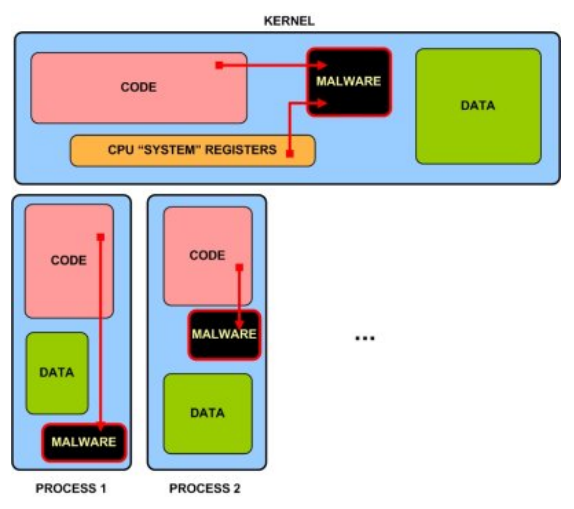 KERNEL
CODE
MALWARE
DATA
CPU "SYSTEM" REGISTERS
CODE
DATA
MALWARE
PROCESS 1
CODE
MALWARE
DATA
PROCESS 2
...